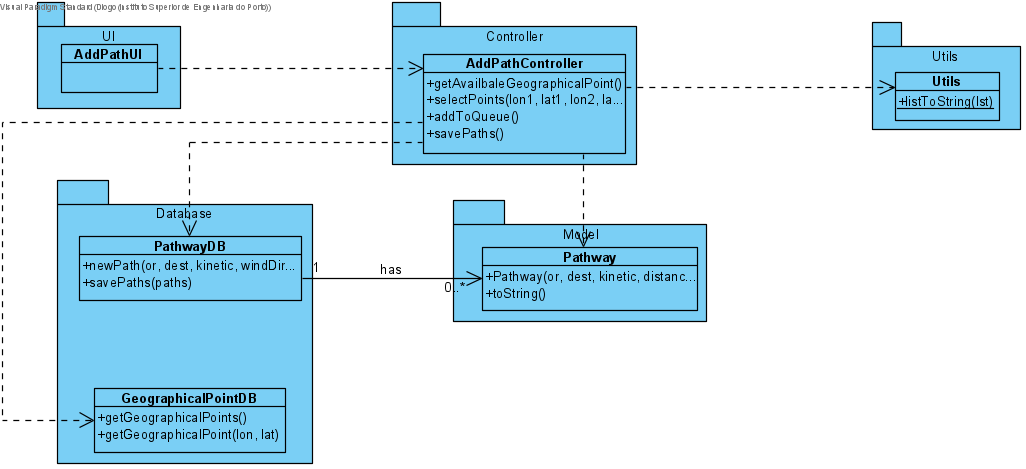 Visual Paradigm Standard (Diogo (Instituto Superior de Engenharia do Porto))
UI
AddPathUI
Controller
AddPathController
+getAvailbaleGeographicalPoint()
+selectPoints(lon1, lat1, lon2, la...
+addToQueue()
+savePaths()
Utils
Utils
+listToString(lst)
Database
PathwayDB
+newPath(or, dest, kinetic, windDir...
+savePaths(paths)
1
has
0..*
Model
Pathway
+Pathway(or, dest, kinetic, distanc...
+toString()
GeographicalPointDB
+getGeographicalPoints()
+getGeographicalPoint(lon, lat)